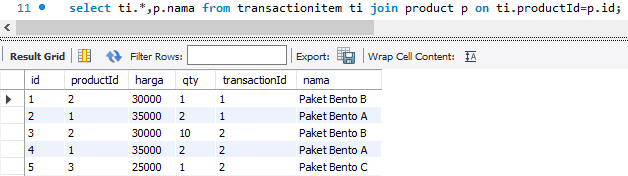 11 select ti.*,p.nama from transactionitem ti join product p on ti.productId=p.id;
Result Grid Filter Rows: Export: Wrap Cell Content:
id productId harga qty transactionId nama
1 2 30000 1 1 Paket Bento B
2 1 35000 2 1 Paket Bento A
3 2 30000 10 2 Paket Bento B
4 1 35000 2 2 Paket Bento A
5 3 25000 1 2 Paket Bento C